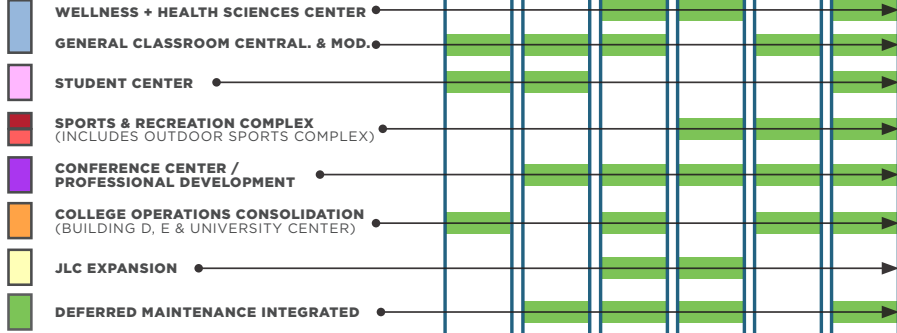 WELLNESS + HEALTH SCIENCES CENTER
GENERAL CLASSROOM CENTRAL. & MOD.
STUDENT CENTER
SPORTS & RECREATION COMPLEX
(INCLUDES OUTDOOR SPORTS COMPLEX)
CONFERENCE CENTER /
PROFESSIONAL DEVELOPMENT
COLLEGE OPERATIONS CONSOLIDATION
(BUILDING D, E & UNIVERSITY CENTER)
JLC EXPANSION
DEFERRED MAINTENANCE INTEGRATED